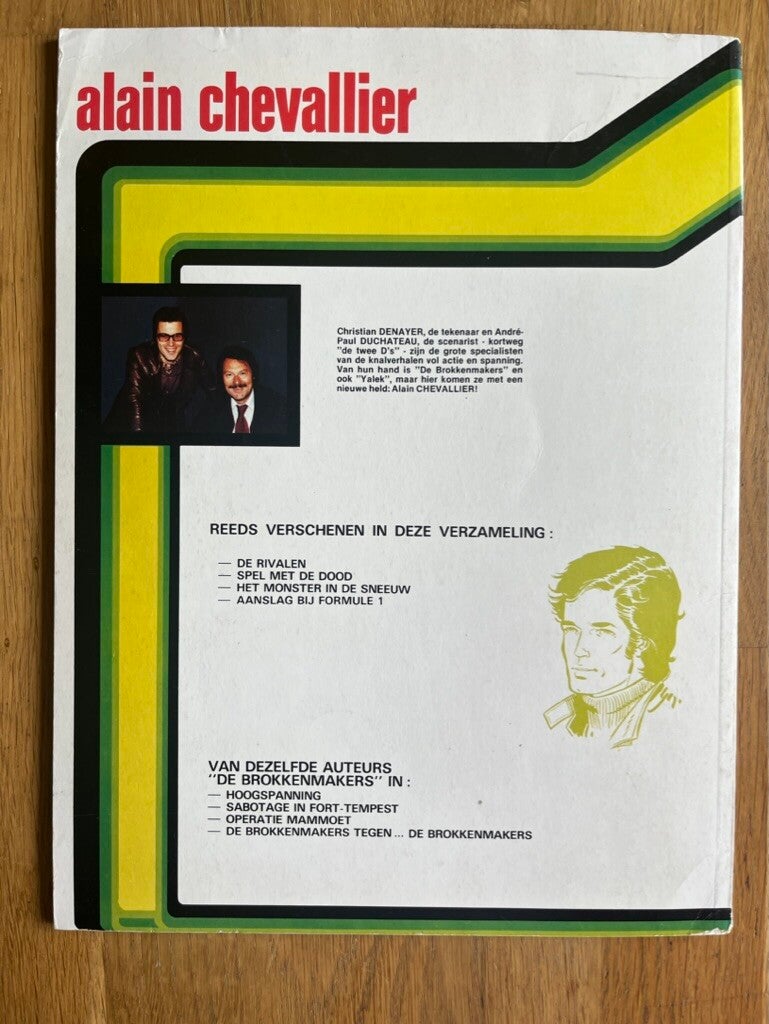 alain chevallier
Christian DENAYER, de tekenaar en André-
Paul DUCHATEAU, de scenarist - kortweg
"de twee D's" - zijn de grote specialisten
van de knalverhalen vol actie en spanning.
Van hun hand is "De Brokkenmakers" en
ook "Yalek", maar hier komen ze met een
nieuwe held: Alain CHEVALLIER!
REEDS VERSCHENEN IN DEZE VERZAMELING :
— DE RIVALEN
— SPEL MET DE DOOD
— HET MONSTER IN DE SNEEUW
— AANSLAG BIJ FORMULE 1
VAN DEZELFDE AUTEURS
"DE BROKKENMAKERS" IN :
— HOOGSPANNING
— SABOTAGE IN FORT-TEMPEST
— OPERATIE MAMMOET
— DE BROKKENMAKERS TEGEN ... DE BROKKENMAKERS